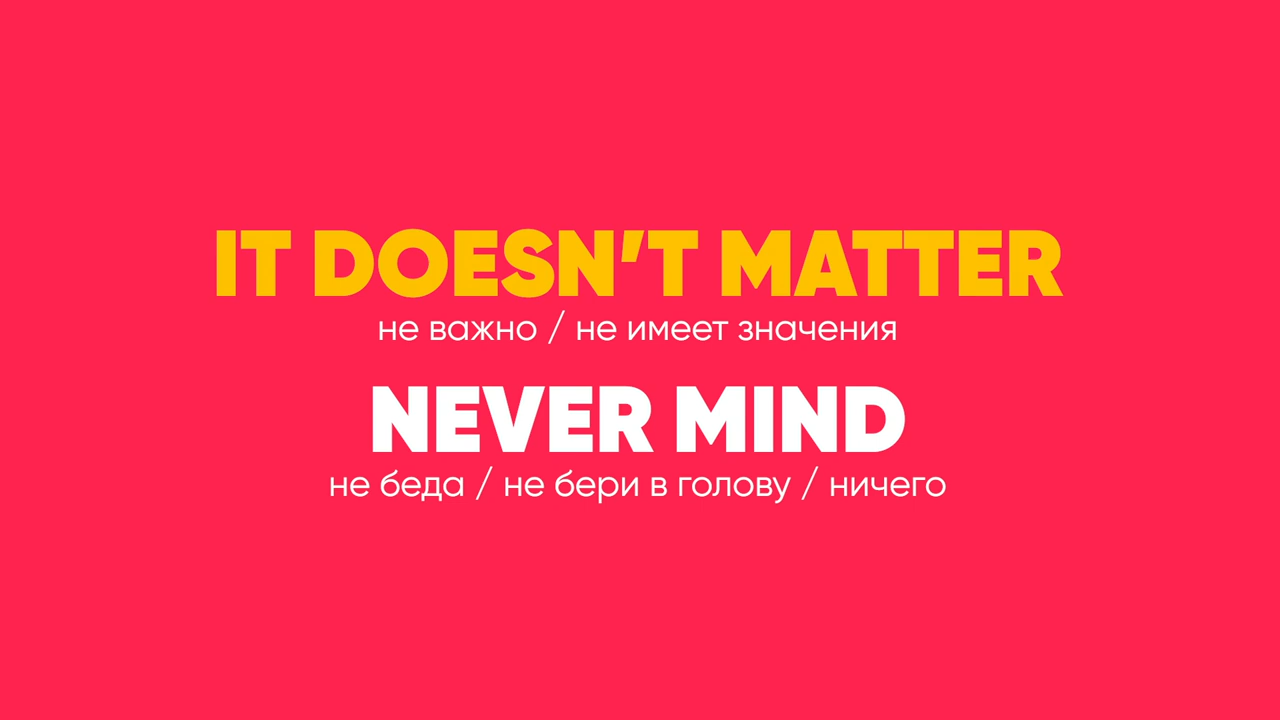 IT DOESN’T MATTER
не важно / не имеет значения
NEVER MIND
не беда / не бери в голову / ничего